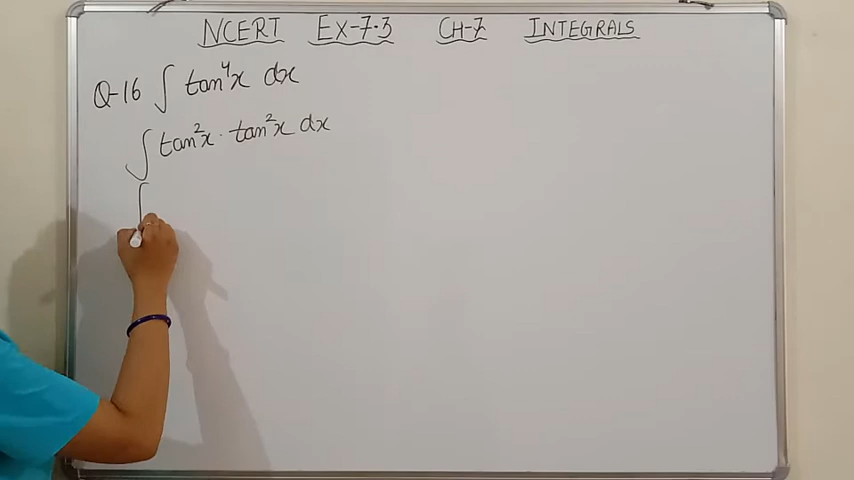 NCERT Ex-7.3 CH-7 INTEGRALS
Q-16 ∫ tan⁴x dx
∫ tan²x · tan²x dx
∫